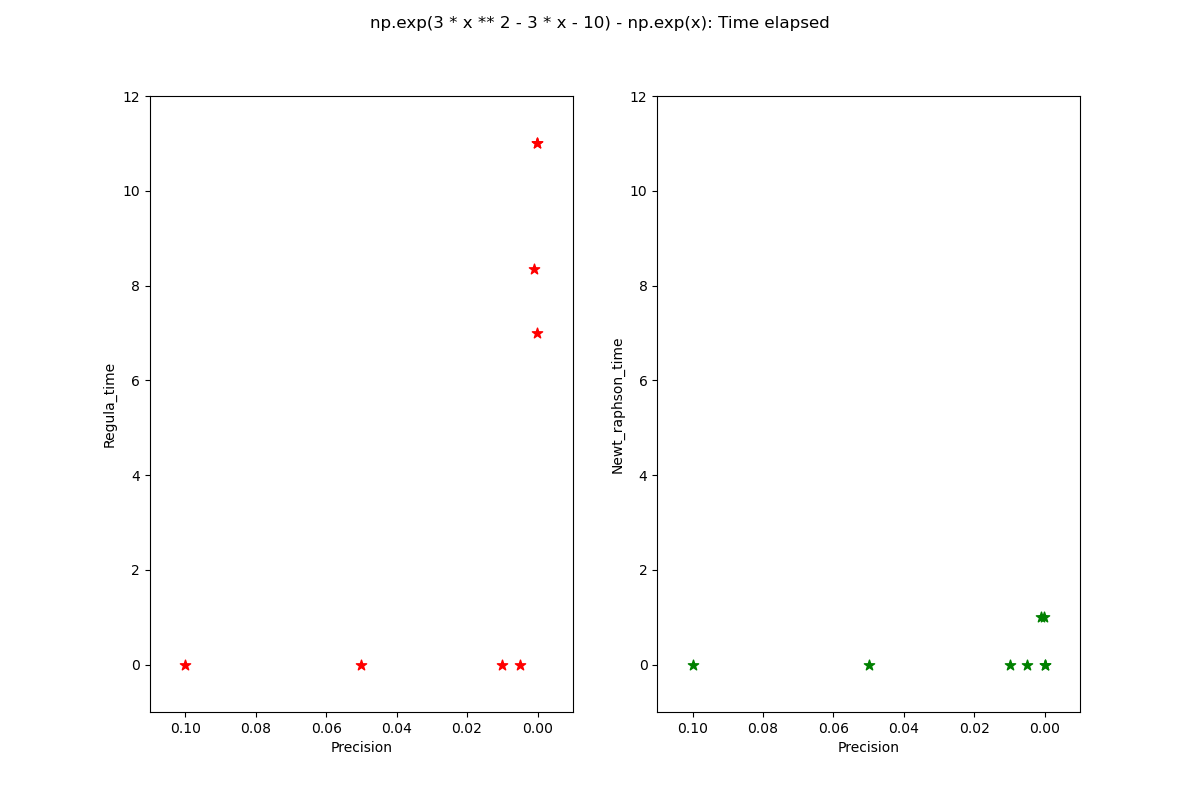 np.exp(3 * x ** 2 - 3 * x - 10) - np.exp(x): Time elapsed
12
10
8
6
4
2
0
Regula_time
0.10 0.08 0.06 0.04 0.02 0.00
Precision
12
10
8
6
4
2
0
Newt_raphson_time
0.10 0.08 0.06 0.04 0.02 0.00
Precision